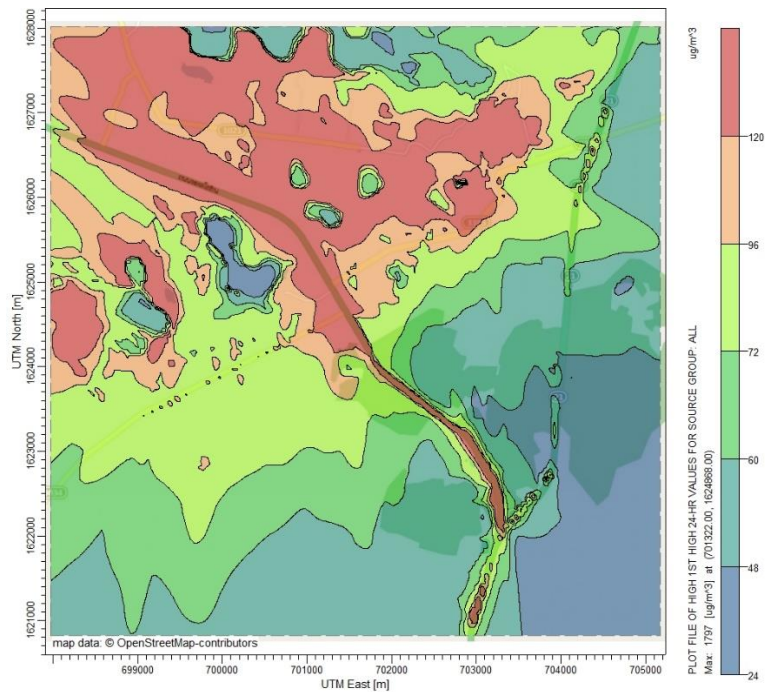 1628000
1627000
1626000
1625000
1624000
1623000
1622000
1621000
UTM North [m]
map data: © OpenStreetMap-contributors
699000 700000 701000 702000 703000 704000 705000
UTM East [m]
ug/m^3
120
96
72
60
48
24
PLOT FILE OF HIGH 1ST HIGH 24-HR VALUES FOR SOURCE GROUP: ALL
Max: 1797 [ug/m^3] at (701322.00, 1624868.00)